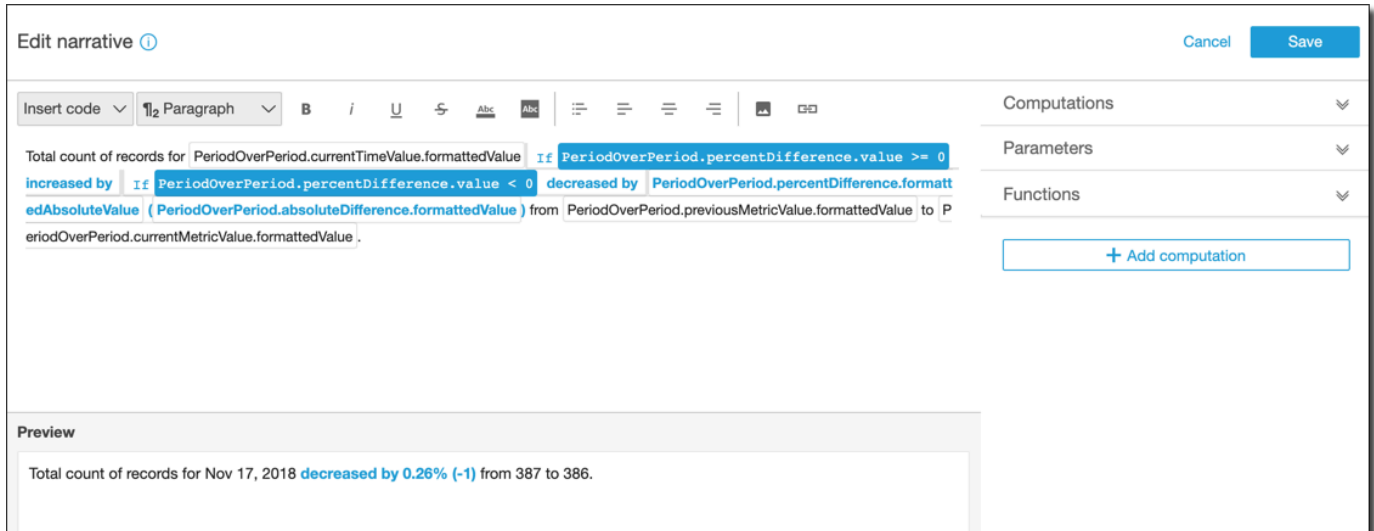 Edit narrative
Cancel
Save
Insert code
¶2 Paragraph
B i U S Abc Abc
Total count of records for PeriodOverPeriod.currentTimeValue.formattedValue If PeriodOverPeriod.percentDifference.value >= 0
increased by If PeriodOverPeriod.percentDifference.value < 0 decreased by PeriodOverPeriod.percentDifference.formatt
edAbsoluteValue ( PeriodOverPeriod.absoluteDifference.formattedValue ) from PeriodOverPeriod.previousMetricValue.formattedValue to P
eriodOverPeriod.currentMetricValue.formattedValue .
Computations
Parameters
Functions
+ Add computation
Preview
Total count of records for Nov 17, 2018 decreased by 0.26% (-1) from 387 to 386.